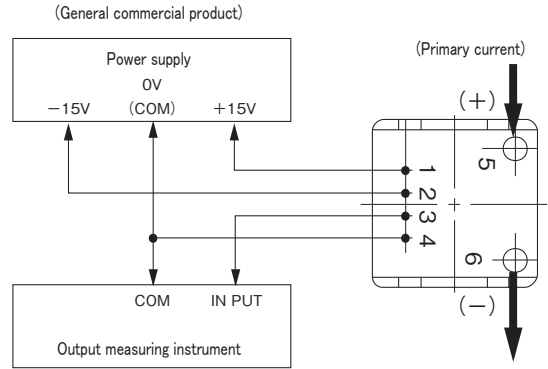 (General commercial product)
Power supply
0V
−15V (COM) +15V
(Primary current)
(+)
5
1
2
3
4
6
(−)
COM IN PUT
Output measuring instrument